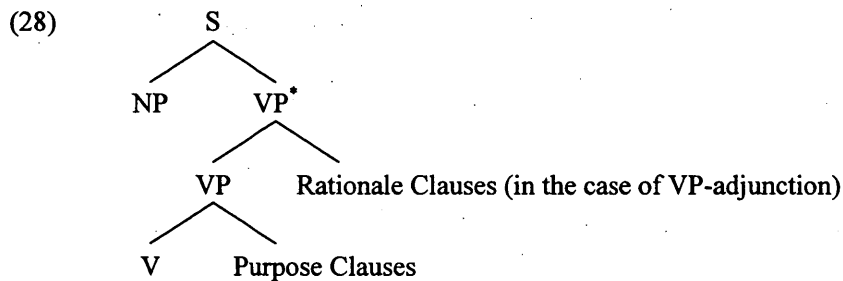 (28) S
NP VP*
VP Rationale Clauses (in the case of VP-adjunction)
V Purpose Clauses